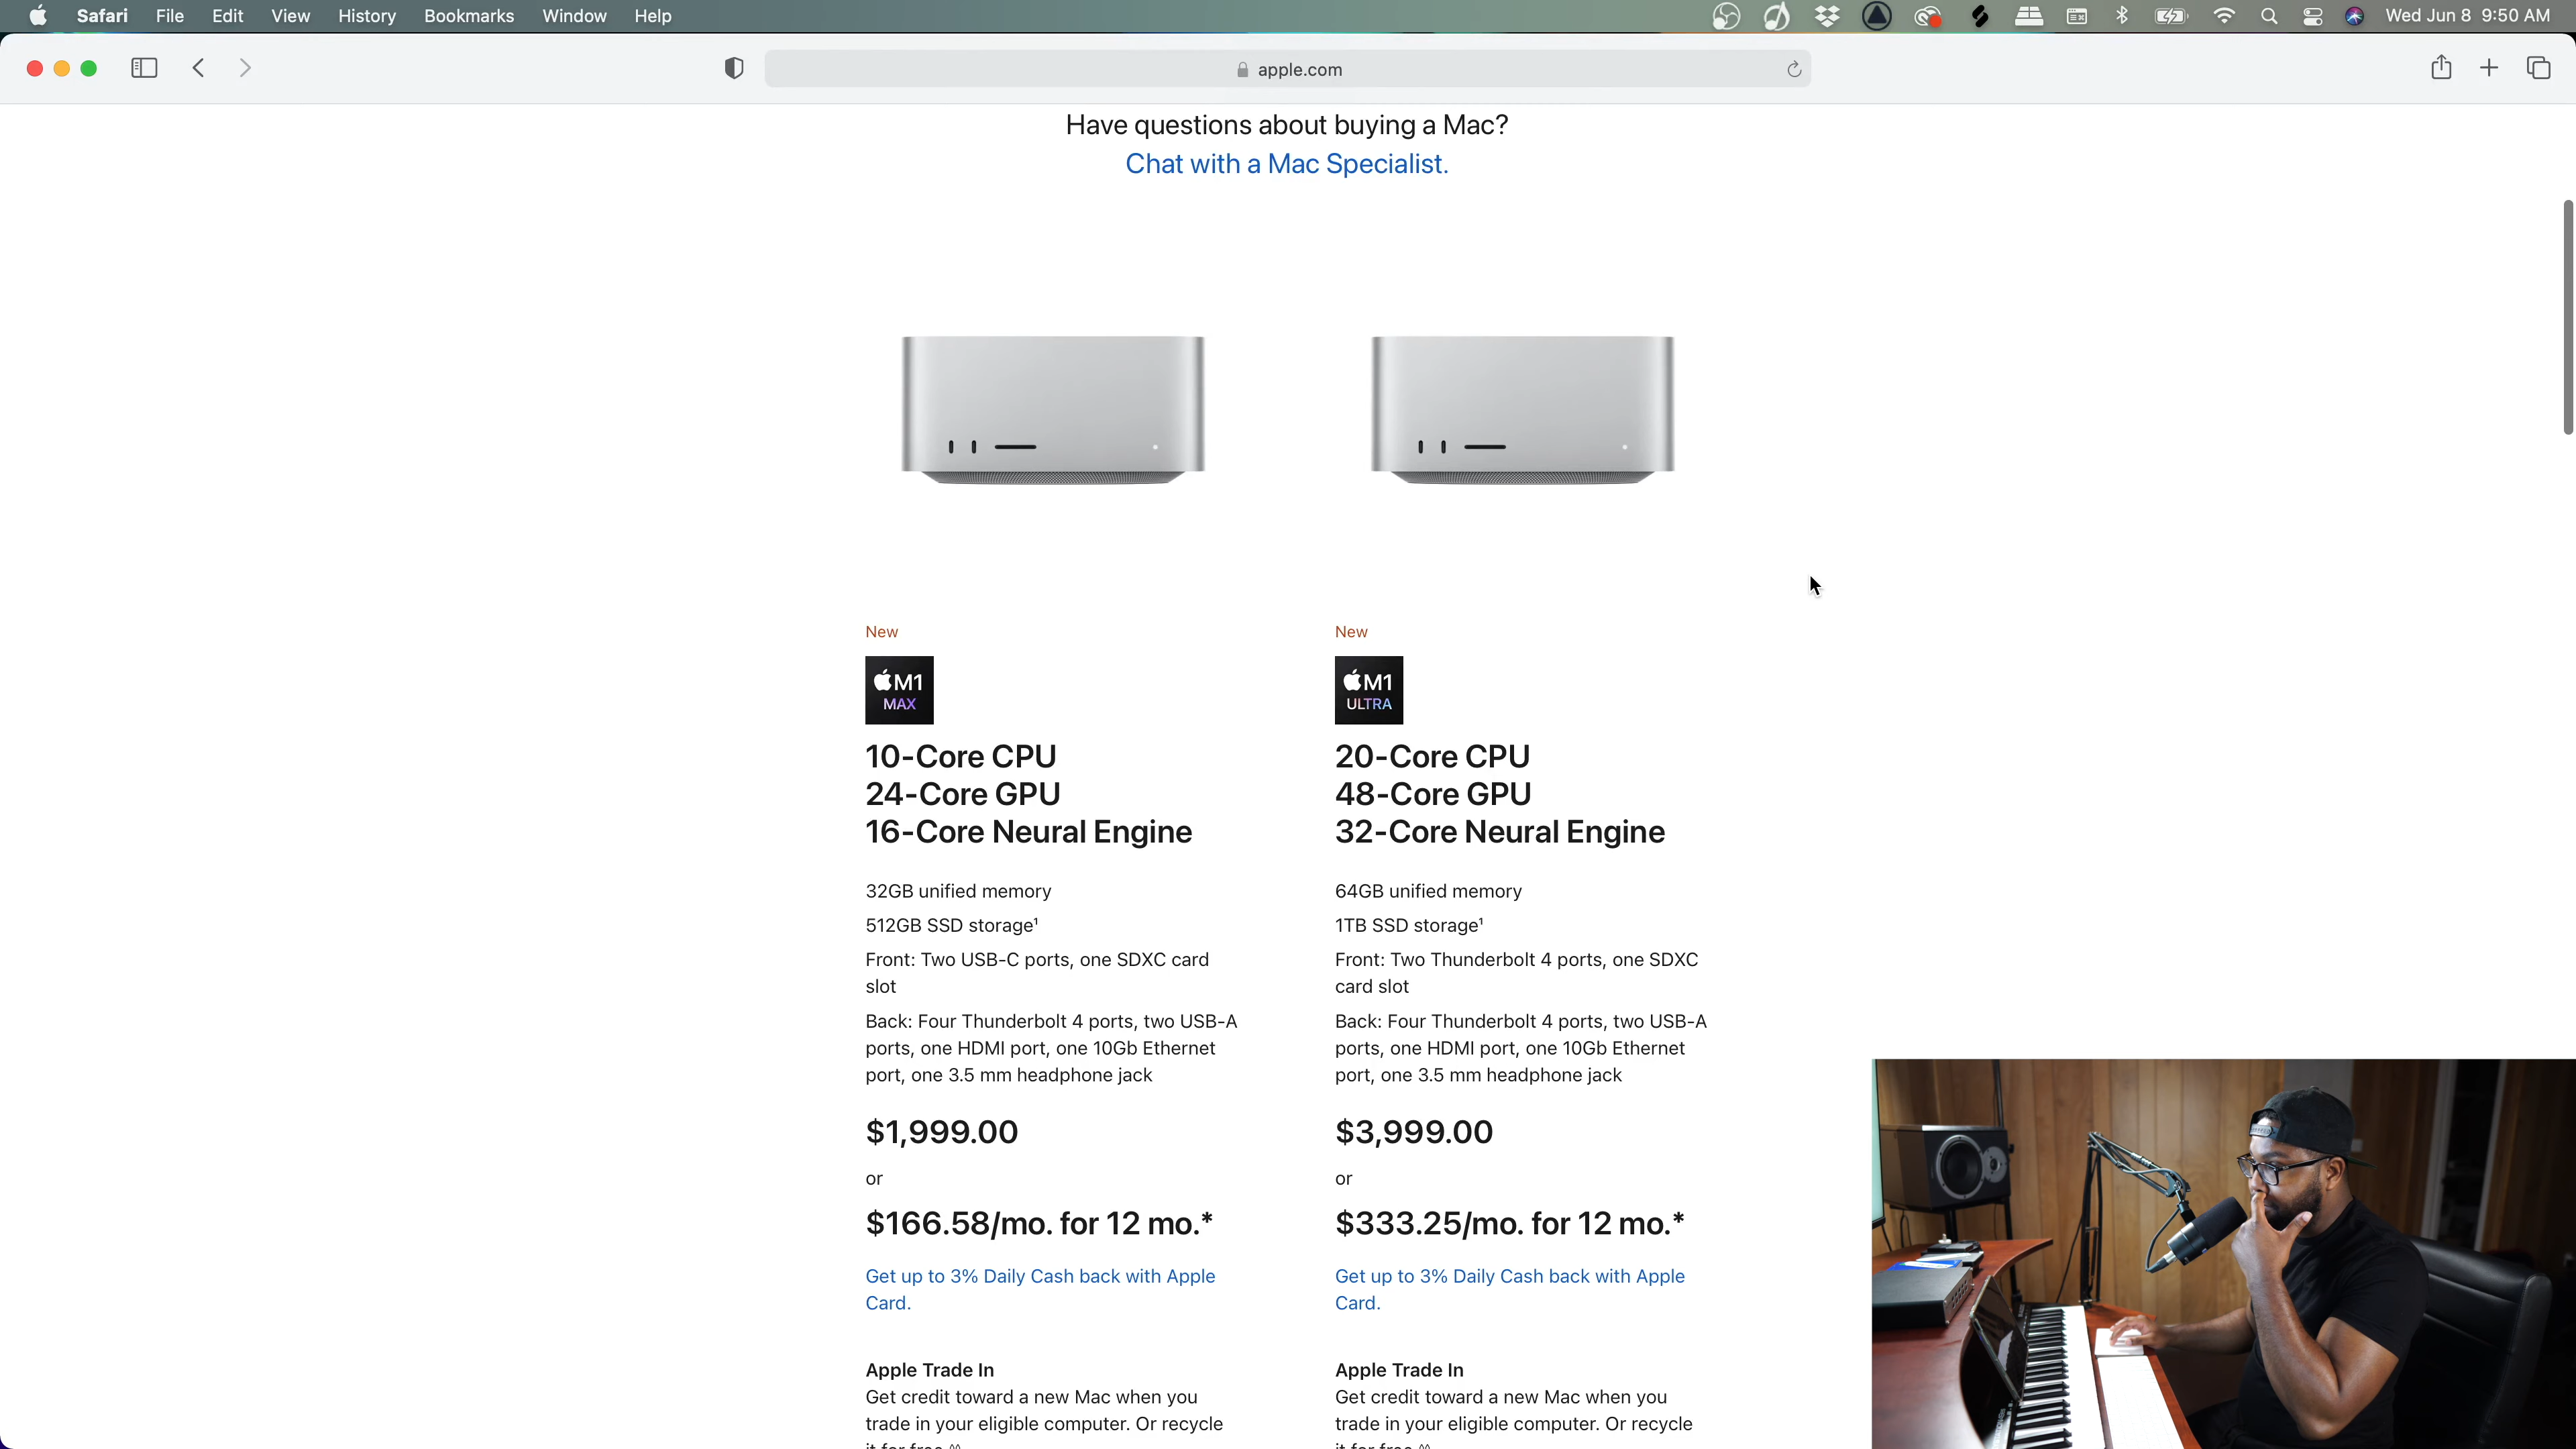 Safari File Edit View History Bookmarks Window Help Wed Jun 8 9:50 AM
apple.com
Have questions about buying a Mac?
Chat with a Mac Specialist.
New
M1
MAX
10-Core CPU
24-Core GPU
16-Core Neural Engine
32GB unified memory
512GB SSD storage¹
Front: Two USB-C ports, one SDXC card
slot
Back: Four Thunderbolt 4 ports, two USB-A
ports, one HDMI port, one 10Gb Ethernet
port, one 3.5 mm headphone jack
$1,999.00
or
$166.58/mo. for 12 mo.*
Get up to 3% Daily Cash back with Apple
Card.
Apple Trade In
Get credit toward a new Mac when you
trade in your eligible computer. Or recycle
it for free.^^
New
M1
ULTRA
20-Core CPU
48-Core GPU
32-Core Neural Engine
64GB unified memory
1TB SSD storage¹
Front: Two Thunderbolt 4 ports, one SDXC
card slot
Back: Four Thunderbolt 4 ports, two USB-A
ports, one HDMI port, one 10Gb Ethernet
port, one 3.5 mm headphone jack
$3,999.00
or
$333.25/mo. for 12 mo.*
Get up to 3% Daily Cash back with Apple
Card.
Apple Trade In
Get credit toward a new Mac when you
trade in your eligible computer. Or recycle
it for free.^^